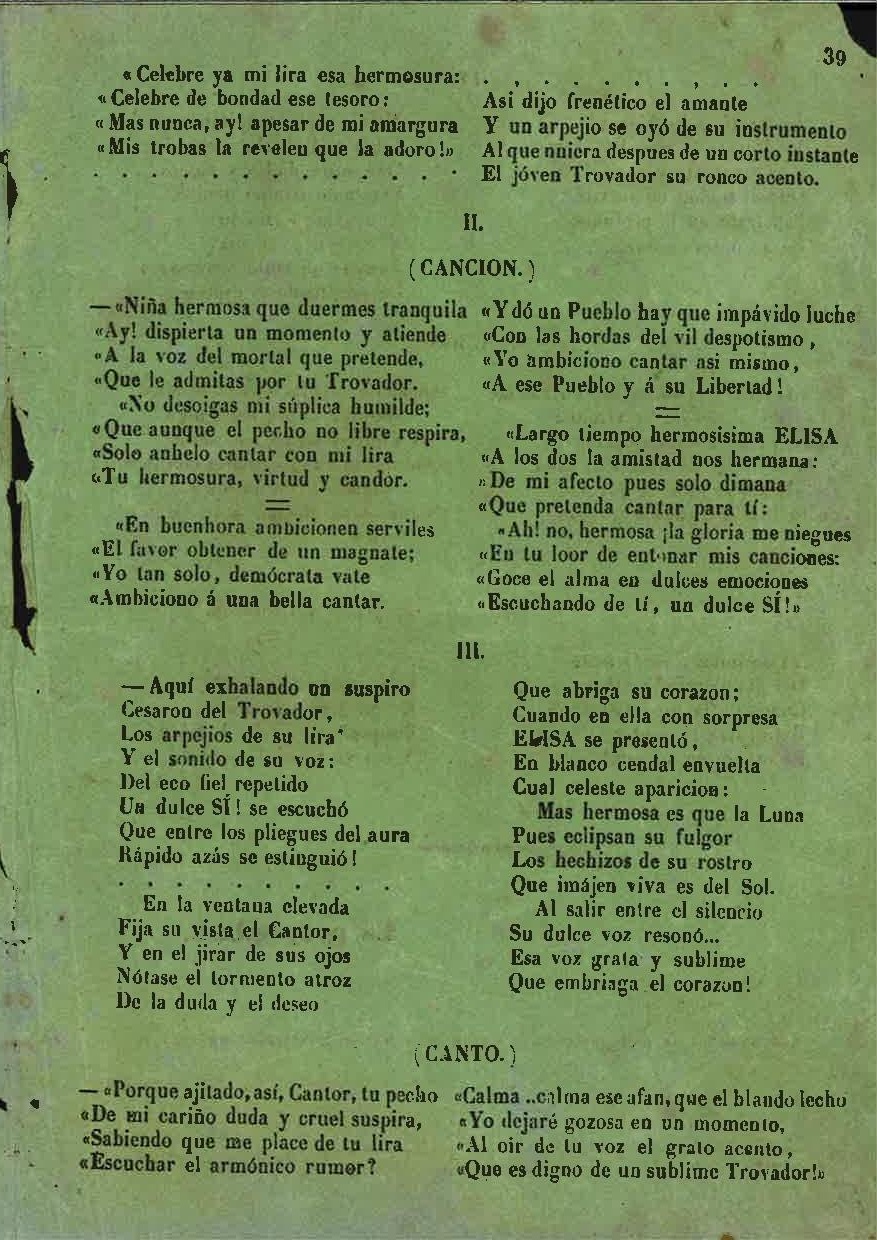 39
« Celebre ya mi lira esa hermosura:
« Celebre de bondad ese tesoro:
« Mas nunca, ay! apesar de mi amargura
« Mis trobas la revelen que la adoro!»
. . . . . . . . . . . . .
. , . . . . . , . .
Asi dijo frenético el amante
Y un arpejio se oyó de su instrumento
Al que uniera despues de un corto instante
El jóven Trovador su ronco acento.
II.
(CANCION.)
— «Niña hermosa que duermes tranquila
«Ay! dispierta un momento y atiende
«A la voz del mortal que pretende,
«Que le admitas por tu Trovador.
«No desoigas mi súplica humilde;
«Que aunque el pecho no libre respira,
«Solo anhelo cantar con mi lira
«Tu hermosura, virtud y candor.
=
«En buenhora ambicionen serviles
«El favor obtener de un magnate;
«Yo tan solo, demócrata vate
«Ambiciono á una bella cantar.
«Y dó un Pueblo hay que impávido luche
«Con las hordas del vil despotismo,
«Yo ambiciono cantar asi mismo,
«A ese Pueblo y á su Libertad!
=
«Largo tiempo hermosisima ELISA
«A los dos la amistad nos hermana:
«De mi afecto pues solo dimana
«Que pretenda cantar para tí:
«Ah! no, hermosa ¡la gloria me niegues
«En tu loor de entonar mis canciones:
«Goce el alma en dulces emociones
«Escuchando de tí, un dulce SÍ!»
III.
— Aquí exhalando un suspiro
Cesaron del Trovador,
Los arpejios de su lira
Y el sonido de su voz:
Del eco fiel repetido
Un dulce SÍ! se escuchó
Que entre los pliegues del aura
Rápido azás se estinguió!
. . . . . . . . . .
En la ventana elevada
Fija su vista el Cantor,
Y en el jirar de sus ojos
Nótase el tormento atroz
De la duda y el deseo
Que abriga su corazon;
Cuando en ella con sorpresa
ELISA se presentó,
En blanco cendal envuelta
Cual celeste aparicion:
Mas hermosa es que la Luna
Pues eclipsan su fulgor
Los hechizos de su rostro
Que imájen viva es del Sol.
Al salir entre el silencio
Su dulce voz resonó...
Esa voz grata y sublime
Que embriaga el corazon!
(CANTO.)
— «Porque ajitado, así, Cantor, tu pecho
«De mi cariño duda y cruel suspira,
«Sabiendo que me place de tu lira
«Escuchar el armónico rumor?
«Calma ..calma ese afan, que el blando lecho
«Yo dejaré gozosa en un momento,
«Al oir de tu voz el grato acento,
«Que es digno de un sublime Trovador!»